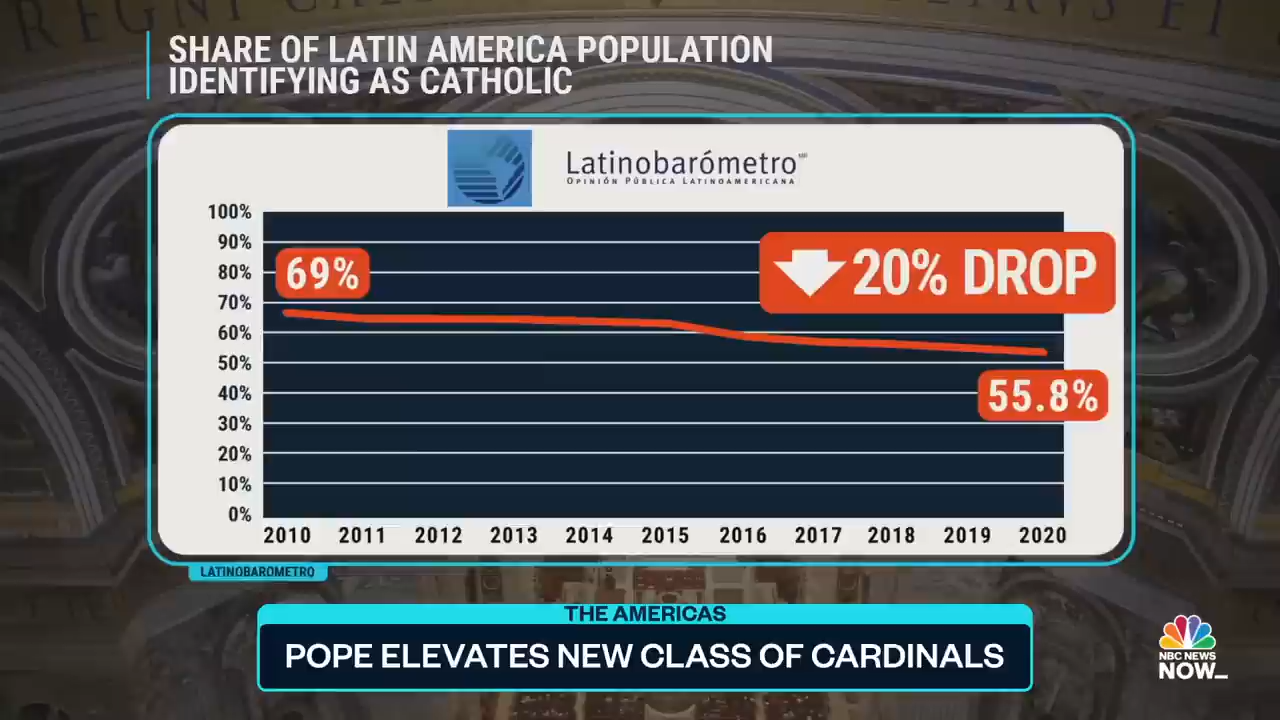 REGNI
SHARE OF LATIN AMERICA POPULATION
IDENTIFYING AS CATHOLIC
Latinobarómetro
OPINIÓN PÚBLICA LATINOAMERICANA
100%
90%
80%
70%
60%
50%
40%
30%
20%
10%
0%
69%
20% DROP
55.8%
2010 2011 2012 2013 2014 2015 2016 2017 2018 2019 2020
LATINOBAROMETRO
THE AMERICAS
POPE ELEVATES NEW CLASS OF CARDINALS
NBC NEWS
NOW_